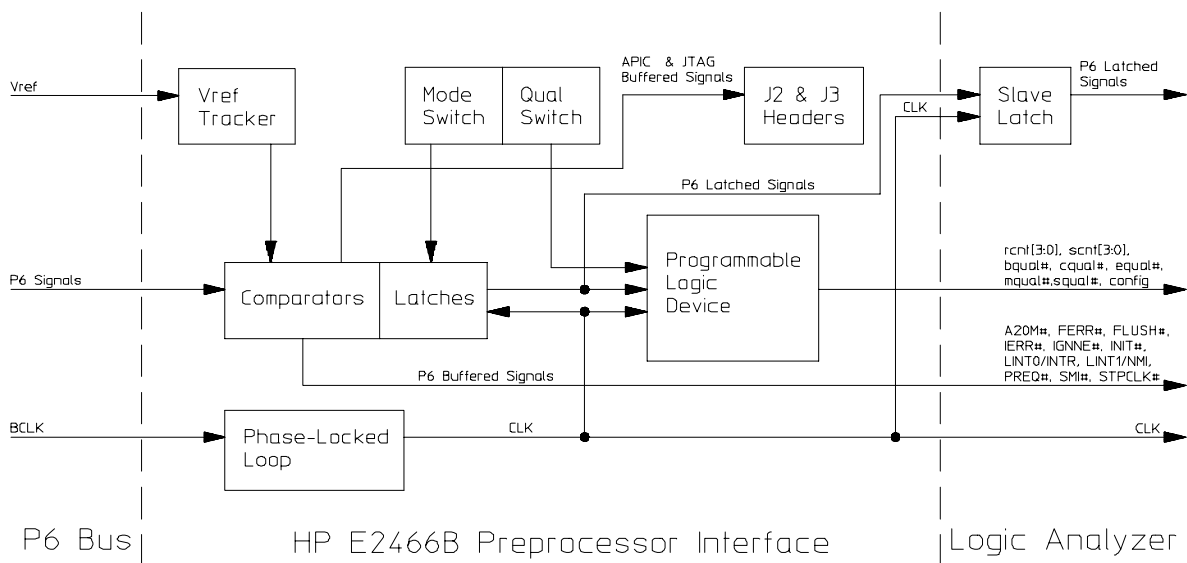 APIC & JTAG
Buffered Signals
P6 Latched
Signals
Vref
Vref
Tracker
Mode
Switch
Qual
Switch
J2 & J3
Headers
CLK
Slave
Latch
P6 Latched Signals
P6 Signals
Comparators
Latches
Programmable
Logic
Device
rcnt[3:0], scnt[3:0],
bqual#, cqual#, equal#,
mqual#,squal#, config
A20M#, FERR#, FLUSH#,
IERR#, IGNNE#, INIT#,
LINT0/INTR, LINT1/NMI,
PREQ#, SMI#, STPCLK#
P6 Buffered Signals
BCLK
Phase-Locked
Loop
CLK
CLK
P6 Bus
HP E2466B Preprocessor Interface
Logic Analyzer